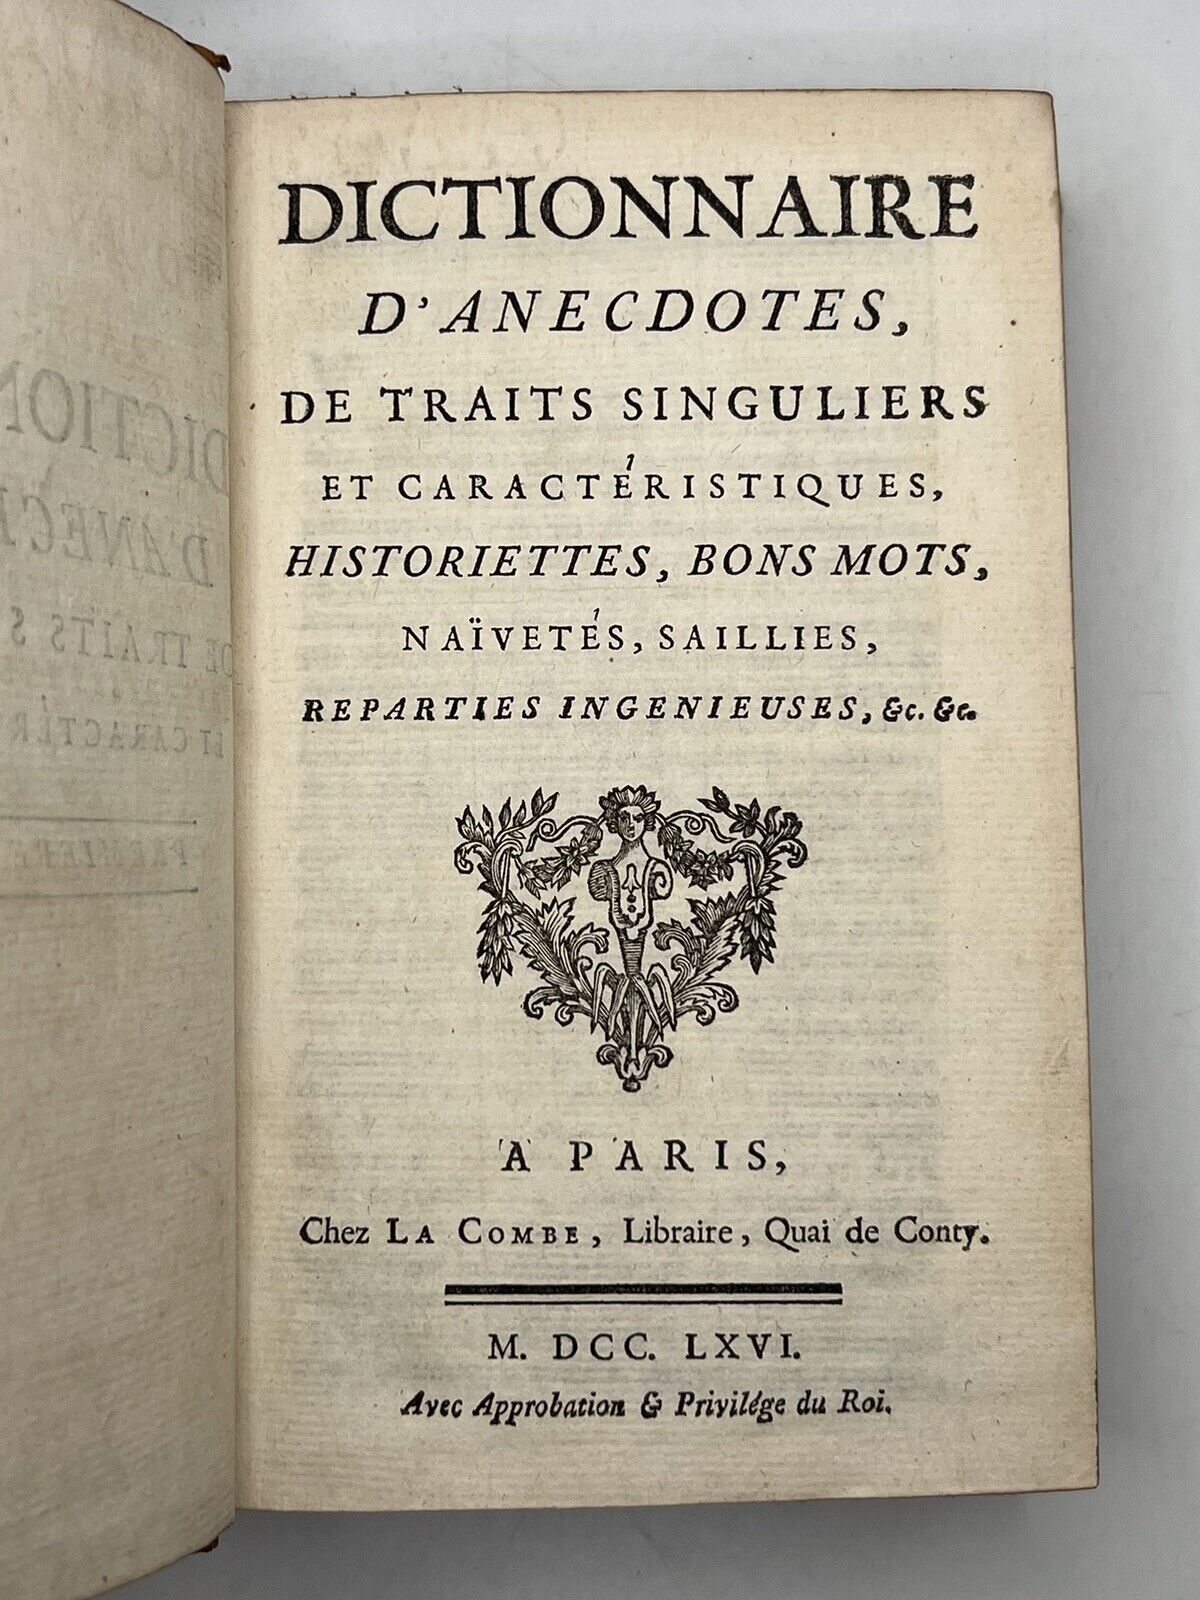 DICTIONNAIRE
D'ANECDOTES,
DE TRAITS SINGULIERS
ET CARACTÉRISTIQUES,
HISTORIETTES, BONS MOTS,
NAÏVETÉS, SAILLIES,
REPARTIES INGENIEUSES, &c. &c.
A PARIS,
Chez LA COMBE, Libraire, Quai de Conty.
M. DCC. LXVI.
Avec Approbation & Privilége du Roi.